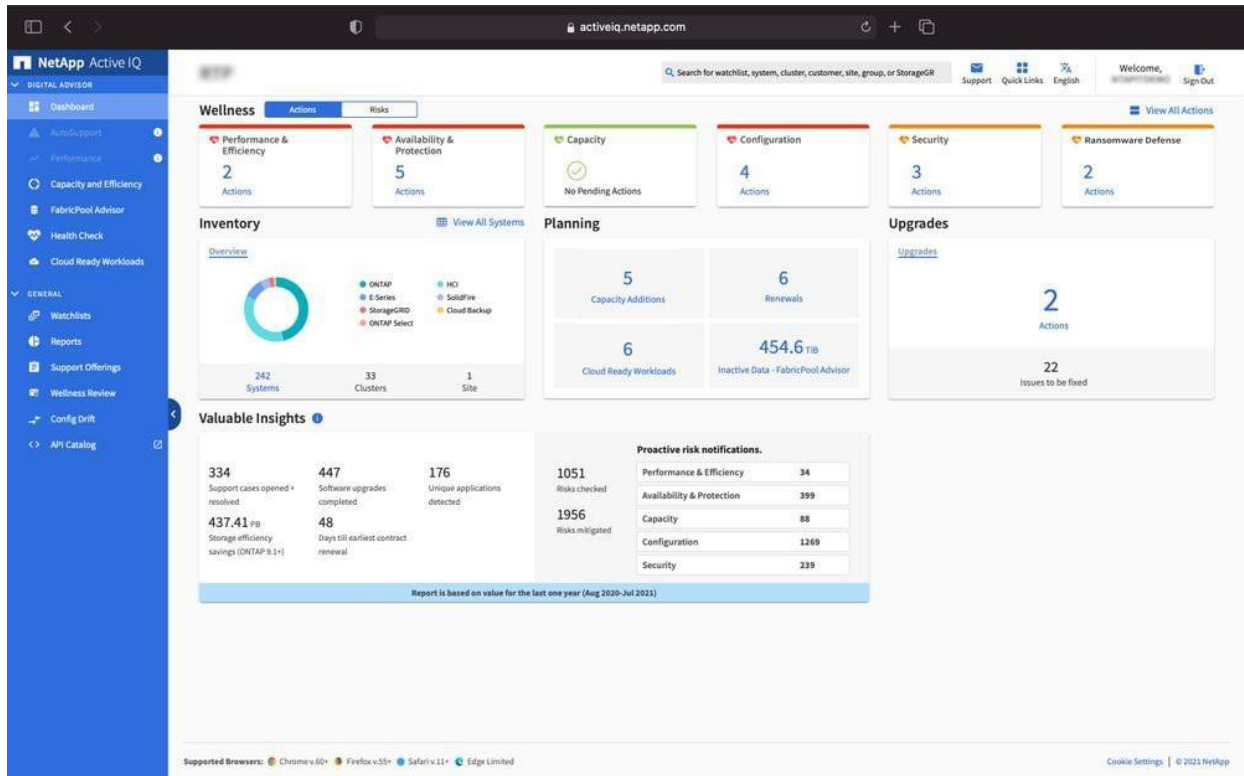 activeiq.netapp.com
NetApp Active IQ
DIGITAL ADVISOR
Dashboard
AutoSupport
Performance
Capacity and Efficiency
FabricPool Advisor
Health Check
Cloud Ready Workloads
GENERAL
Watchlists
Reports
Support Offerings
Wellness Review
Config Drift
API Catalog
Search for watchlist, system, cluster, customer, site, group, or StorageGR
Support
Quick Links
English
Welcome,
Sign Out
Wellness
Actions
Risks
View All Actions
Performance &
Efficiency
2
Actions
Availability &
Protection
5
Actions
Capacity
No Pending Actions
Configuration
4
Actions
Security
3
Actions
Ransomware Defense
2
Actions
Inventory
View All Systems
Overview
ONTAP
E-Series
StorageGRID
ONTAP Select
HCI
SolidFire
Cloud Backup
242
Systems
33
Clusters
1
Site
Planning
5
Capacity Additions
6
Renewals
6
Cloud Ready Workloads
454.6 TiB
Inactive Data - FabricPool Advisor
Upgrades
Upgrades
2
Actions
22
Issues to be fixed
Valuable Insights
334
Support cases opened +
resolved
447
Software upgrades
completed
176
Unique applications
detected
437.41 PB
Storage efficiency
savings (ONTAP 9.1+)
48
Days till earliest contract
renewal
1051
Risks checked
1956
Risks mitigated
Proactive risk notifications.
Performance & Efficiency 34
Availability & Protection 399
Capacity 88
Configuration 1269
Security 239
Report is based on value for the last one year (Aug 2020-Jul 2021)
Supported Browsers: Chrome v.60+ Firefox v.55+ Safari v.11+ Edge Limited
Cookie Settings | © 2021 NetApp